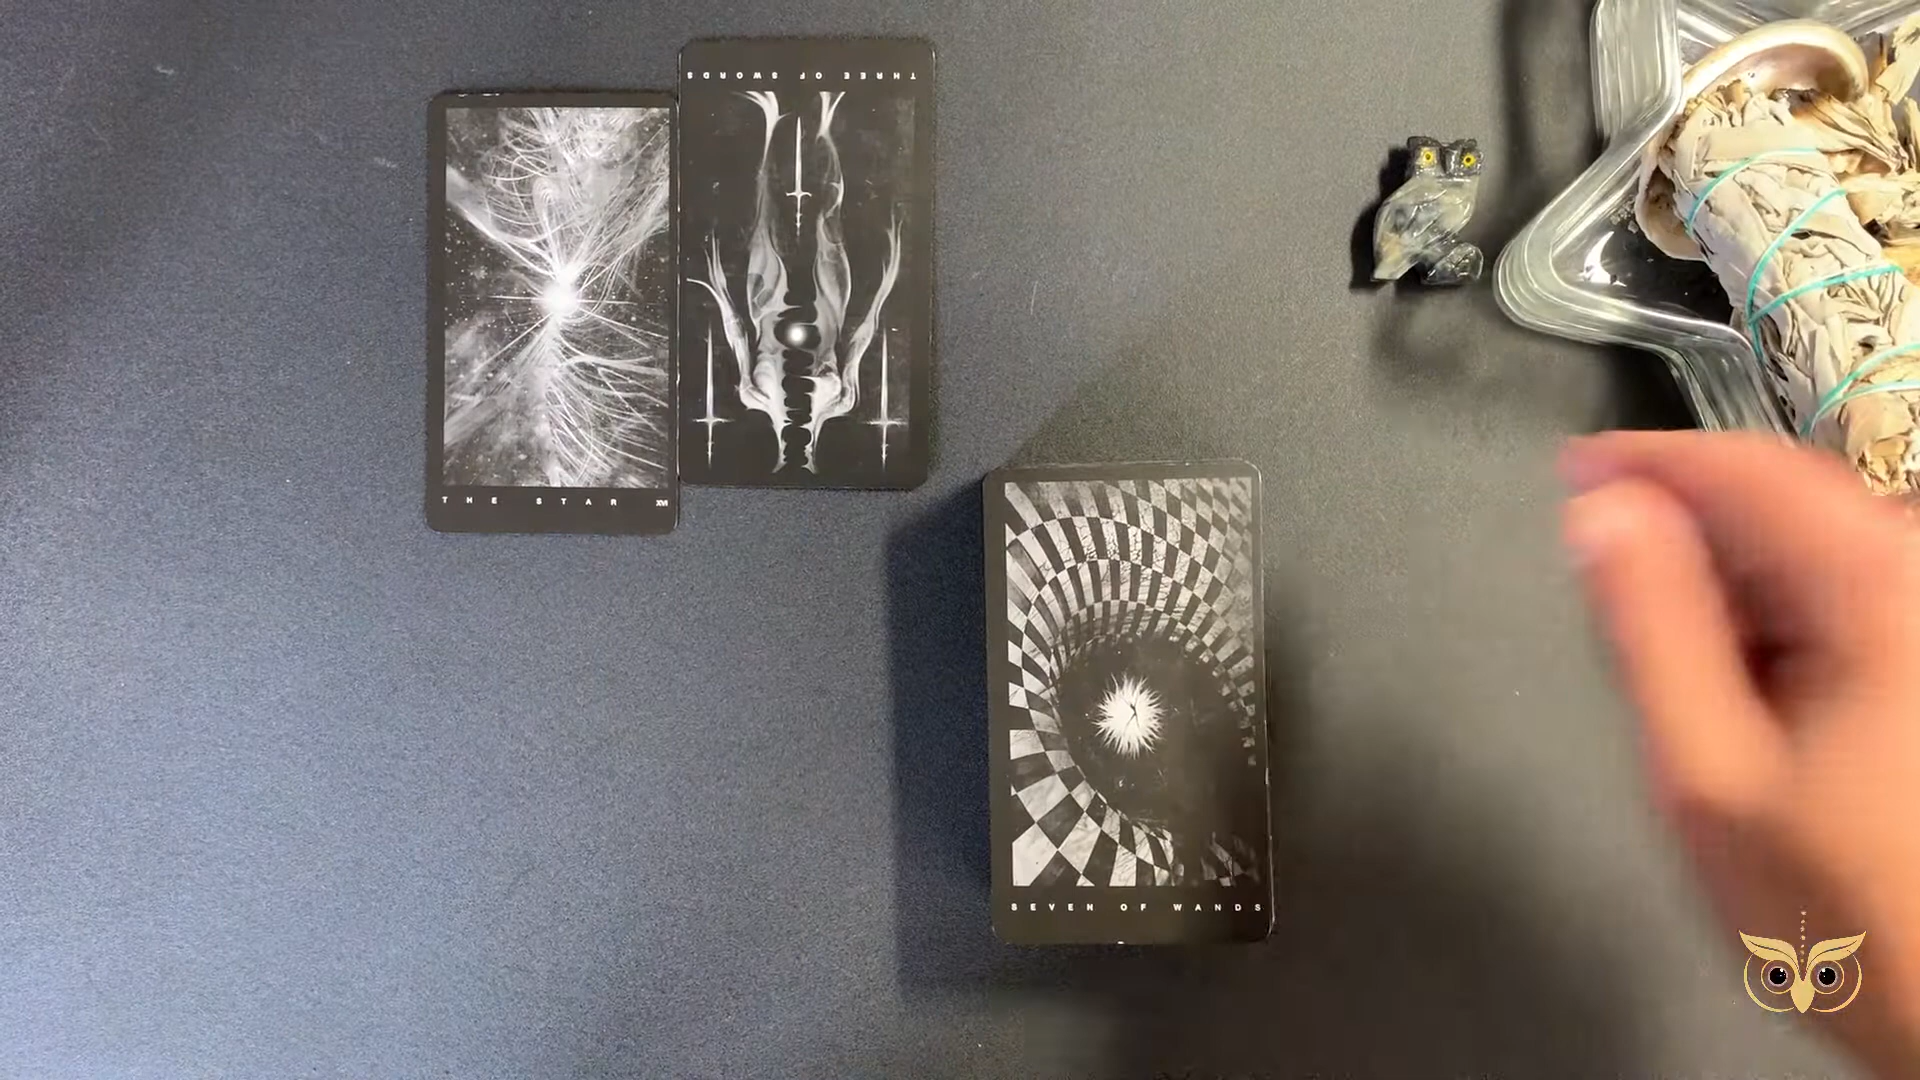 THREE OF SWORDS
THE STAR XVII
SEVEN OF WANDS